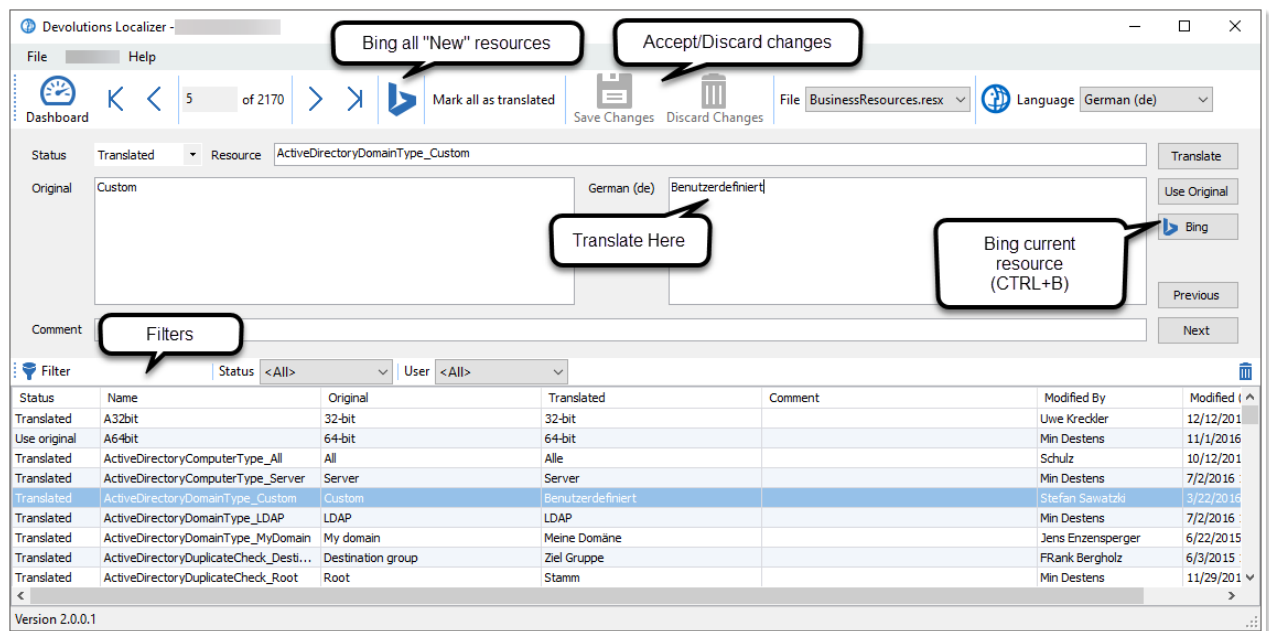 Devolutions Localizer -
File Help
Bing all "New" resources
Accept/Discard changes
Dashboard 5 of 2170 Mark all as translated Save Changes Discard Changes File BusinessResources.resx Language German (de)
Status Translated Resource ActiveDirectoryDomainType_Custom Translate
Original Custom German (de) Benutzerdefiniert Use Original
Bing
Translate Here
Bing current
resource
(CTRL+B)
Previous
Comment Next
Filters
Filter Status <All> User <All>
Status Name Original Translated Comment Modified By Modified (
Translated A32bit 32-bit 32-bit Uwe Kreckler 12/12/201
Use original A64bit 64-bit 64-bit Min Destens 11/1/2016
Translated ActiveDirectoryComputerType_All All Alle Schulz 10/12/201
Translated ActiveDirectoryComputerType_Server Server Server Min Destens 7/2/2016
Translated ActiveDirectoryDomainType_Custom Custom Benutzerdefiniert Stefan Sawatzki 3/22/2016
Translated ActiveDirectoryDomainType_LDAP LDAP LDAP Min Destens 7/2/2016
Translated ActiveDirectoryDomainType_MyDomain My domain Meine Domäne Jens Enzensperger 6/22/2015
Translated ActiveDirectoryDuplicateCheck_Desti... Destination group Ziel Gruppe FRank Bergholz 6/3/2015
Translated ActiveDirectoryDuplicateCheck_Root Root Stamm Min Destens 11/29/201
Version 2.0.0.1